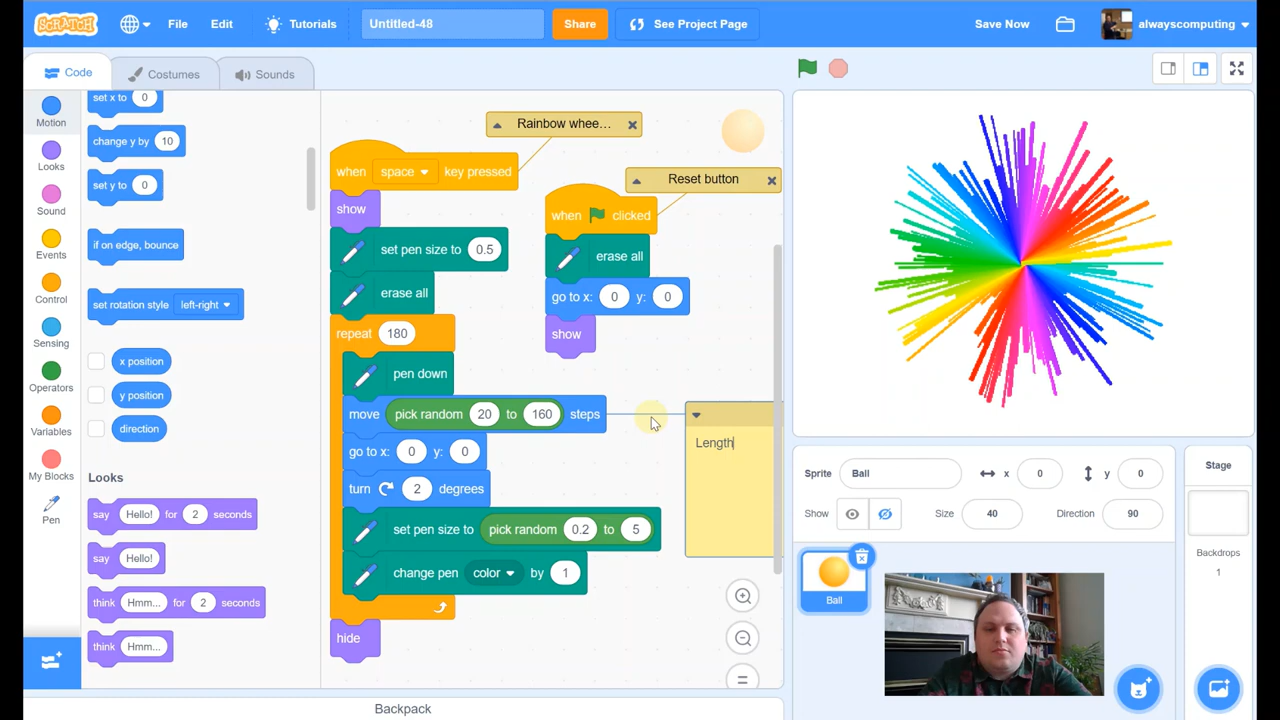 SCRATCH
File
Edit
Tutorials
Untitled-48
Share
See Project Page
Save Now
alwayscomputing
Code
Costumes
Sounds
Motion
Looks
Sound
Events
Control
Sensing
Operators
Variables
My Blocks
Pen
set x to 0
change y by 10
set y to 0
if on edge, bounce
set rotation style left-right
x position
y position
direction
Looks
say Hello! for 2 seconds
say Hello!
think Hmm... for 2 seconds
think Hmm...
Rainbow whee...
when space key pressed
show
set pen size to 0.5
erase all
repeat 180
pen down
move pick random 20 to 160 steps
go to x: 0 y: 0
turn 2 degrees
set pen size to pick random 0.2 to 5
change pen color by 1
hide
Reset button
when clicked
erase all
go to x: 0 y: 0
show
Length
Backpack
Sprite Ball
x 0
y 0
Show
Size 40
Direction 90
Ball
Stage
Backdrops
1